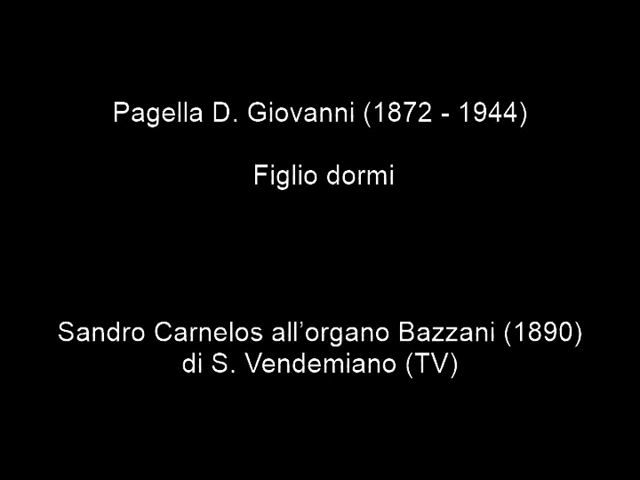 Pagella D. Giovanni (1872 - 1944)
Figlio dormi
Sandro Carnelos all’organo Bazzani (1890)
di S. Vendemiano (TV)